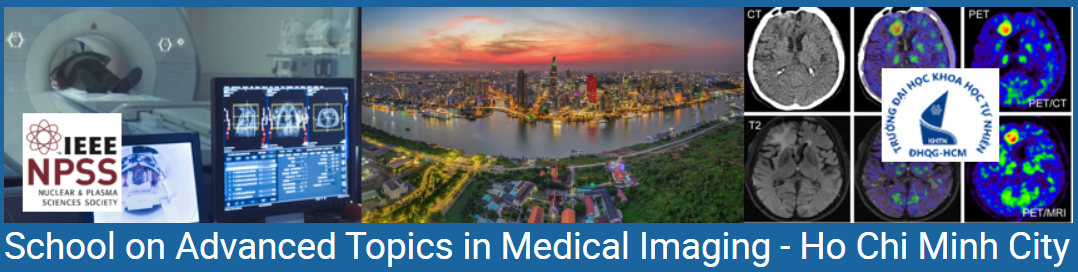 IEEE
NPSS
NUCLEAR & PLASMA
SCIENCES SOCIETY
CT
PET
PET/CT
T2
PET/MRI
TRƯỜNG ĐẠI HỌC KHOA HỌC TỰ NHIÊN
KHTN
ĐHQG-HCM
School on Advanced Topics in Medical Imaging - Ho Chi Minh City